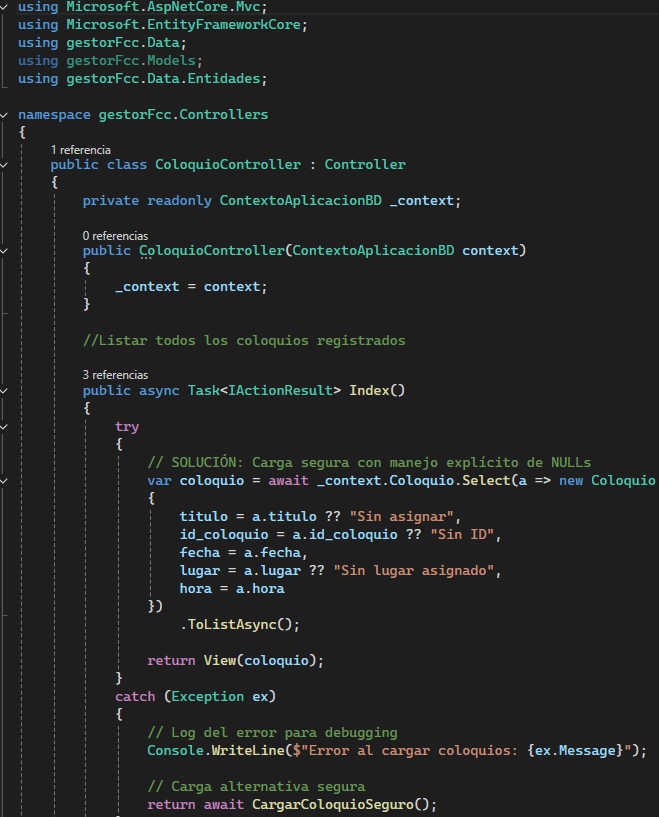 using Microsoft.AspNetCore.Mvc;
using Microsoft.EntityFrameworkCore;
using gestorFcc.Data;
using gestorFcc.Models;
using gestorFcc.Data.Entidades;
namespace gestorFcc.Controllers
{
1 referencia
public class ColoquioController : Controller
{
private readonly ContextoAplicacionBD _context;
0 referencias
public ColoquioController(ContextoAplicacionBD context)
{
_context = context;
}
//Listar todos los coloquios registrados
3 referencias
public async Task<IActionResult> Index()
{
try
{
// SOLUCIÓN: Carga segura con manejo explícito de NULLs
var coloquio = await _context.Coloquio.Select(a => new Coloquio
{
titulo = a.titulo ?? "Sin asignar",
id_coloquio = a.id_coloquio ?? "Sin ID",
fecha = a.fecha,
lugar = a.lugar ?? "Sin lugar asignado",
hora = a.hora
})
.ToListAsync();
return View(coloquio);
}
catch (Exception ex)
{
// Log del error para debugging
Console.WriteLine($"Error al cargar coloquios: {ex.Message}");
// Carga alternativa segura
return await CargarColoquioSeguro();